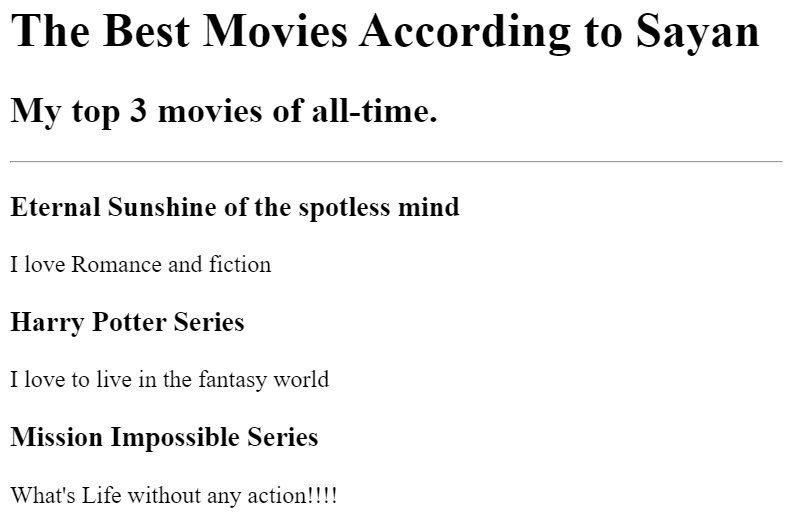 The Best Movies According to Sayan
My top 3 movies of all-time.
Eternal Sunshine of the spotless mind
I love Romance and fiction
Harry Potter Series
I love to live in the fantasy world
Mission Impossible Series
What's Life without any action!!!!